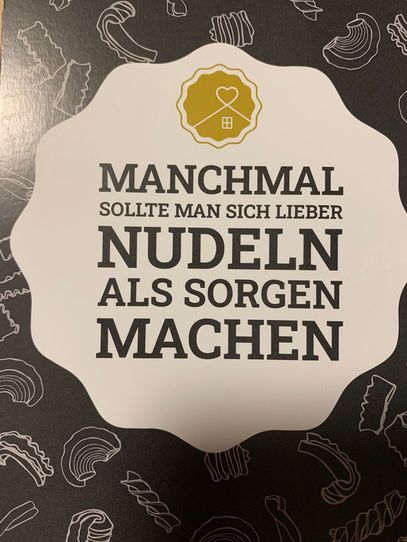 MANCHMAL
SOLLTE MAN SICH LIEBER
NUDELN
ALS SORGEN
MACHEN